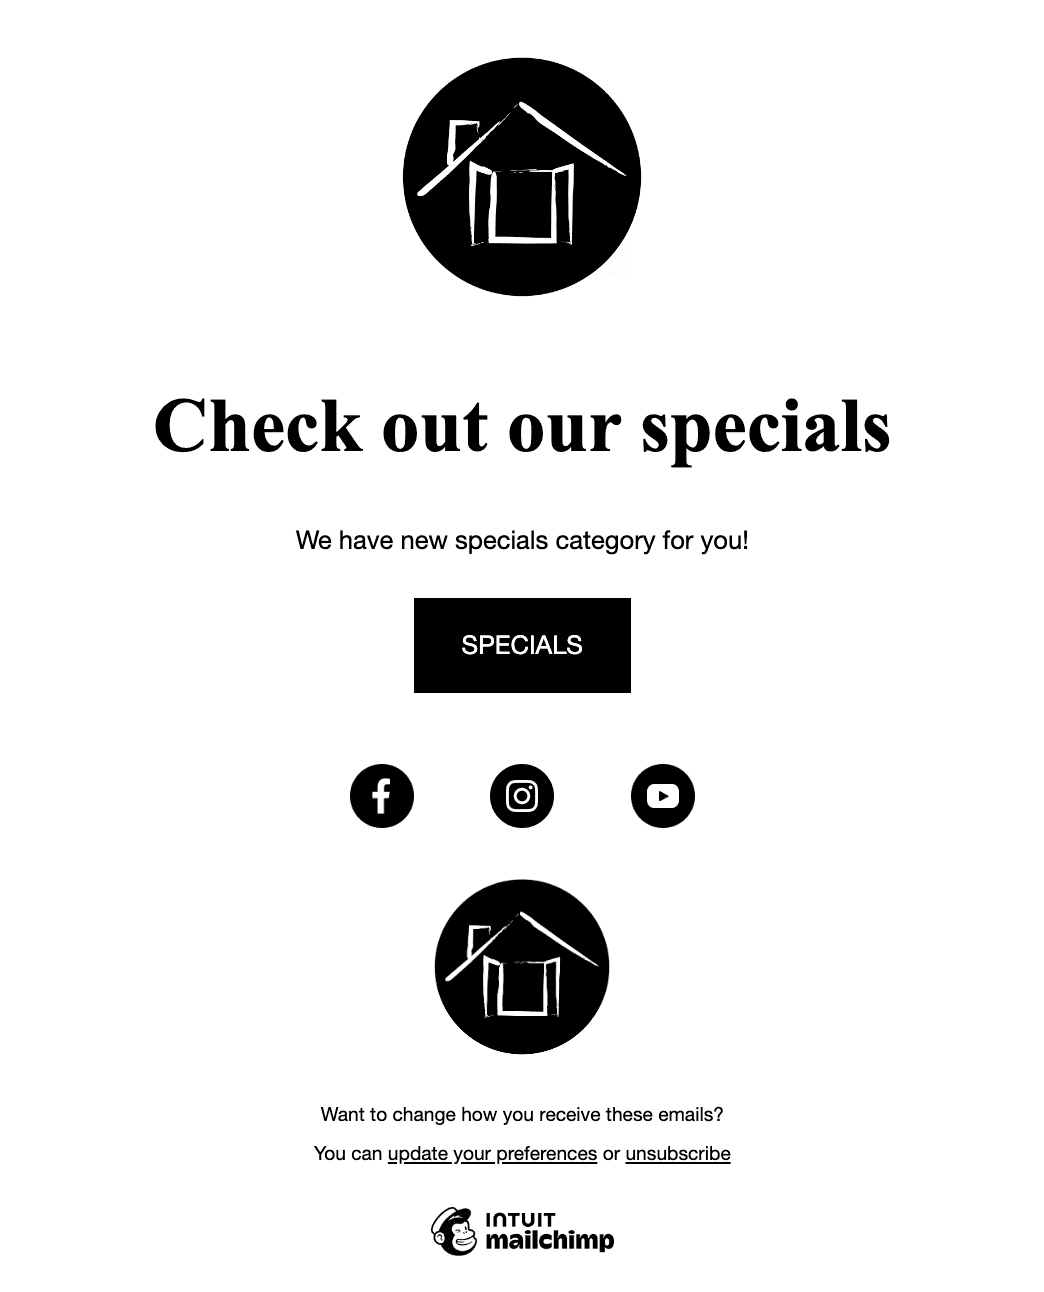 Check out our specials
We have new specials category for you!
SPECIALS
Want to change how you receive these emails?
You can update your preferences or unsubscribe
INTUIT
mailchimp